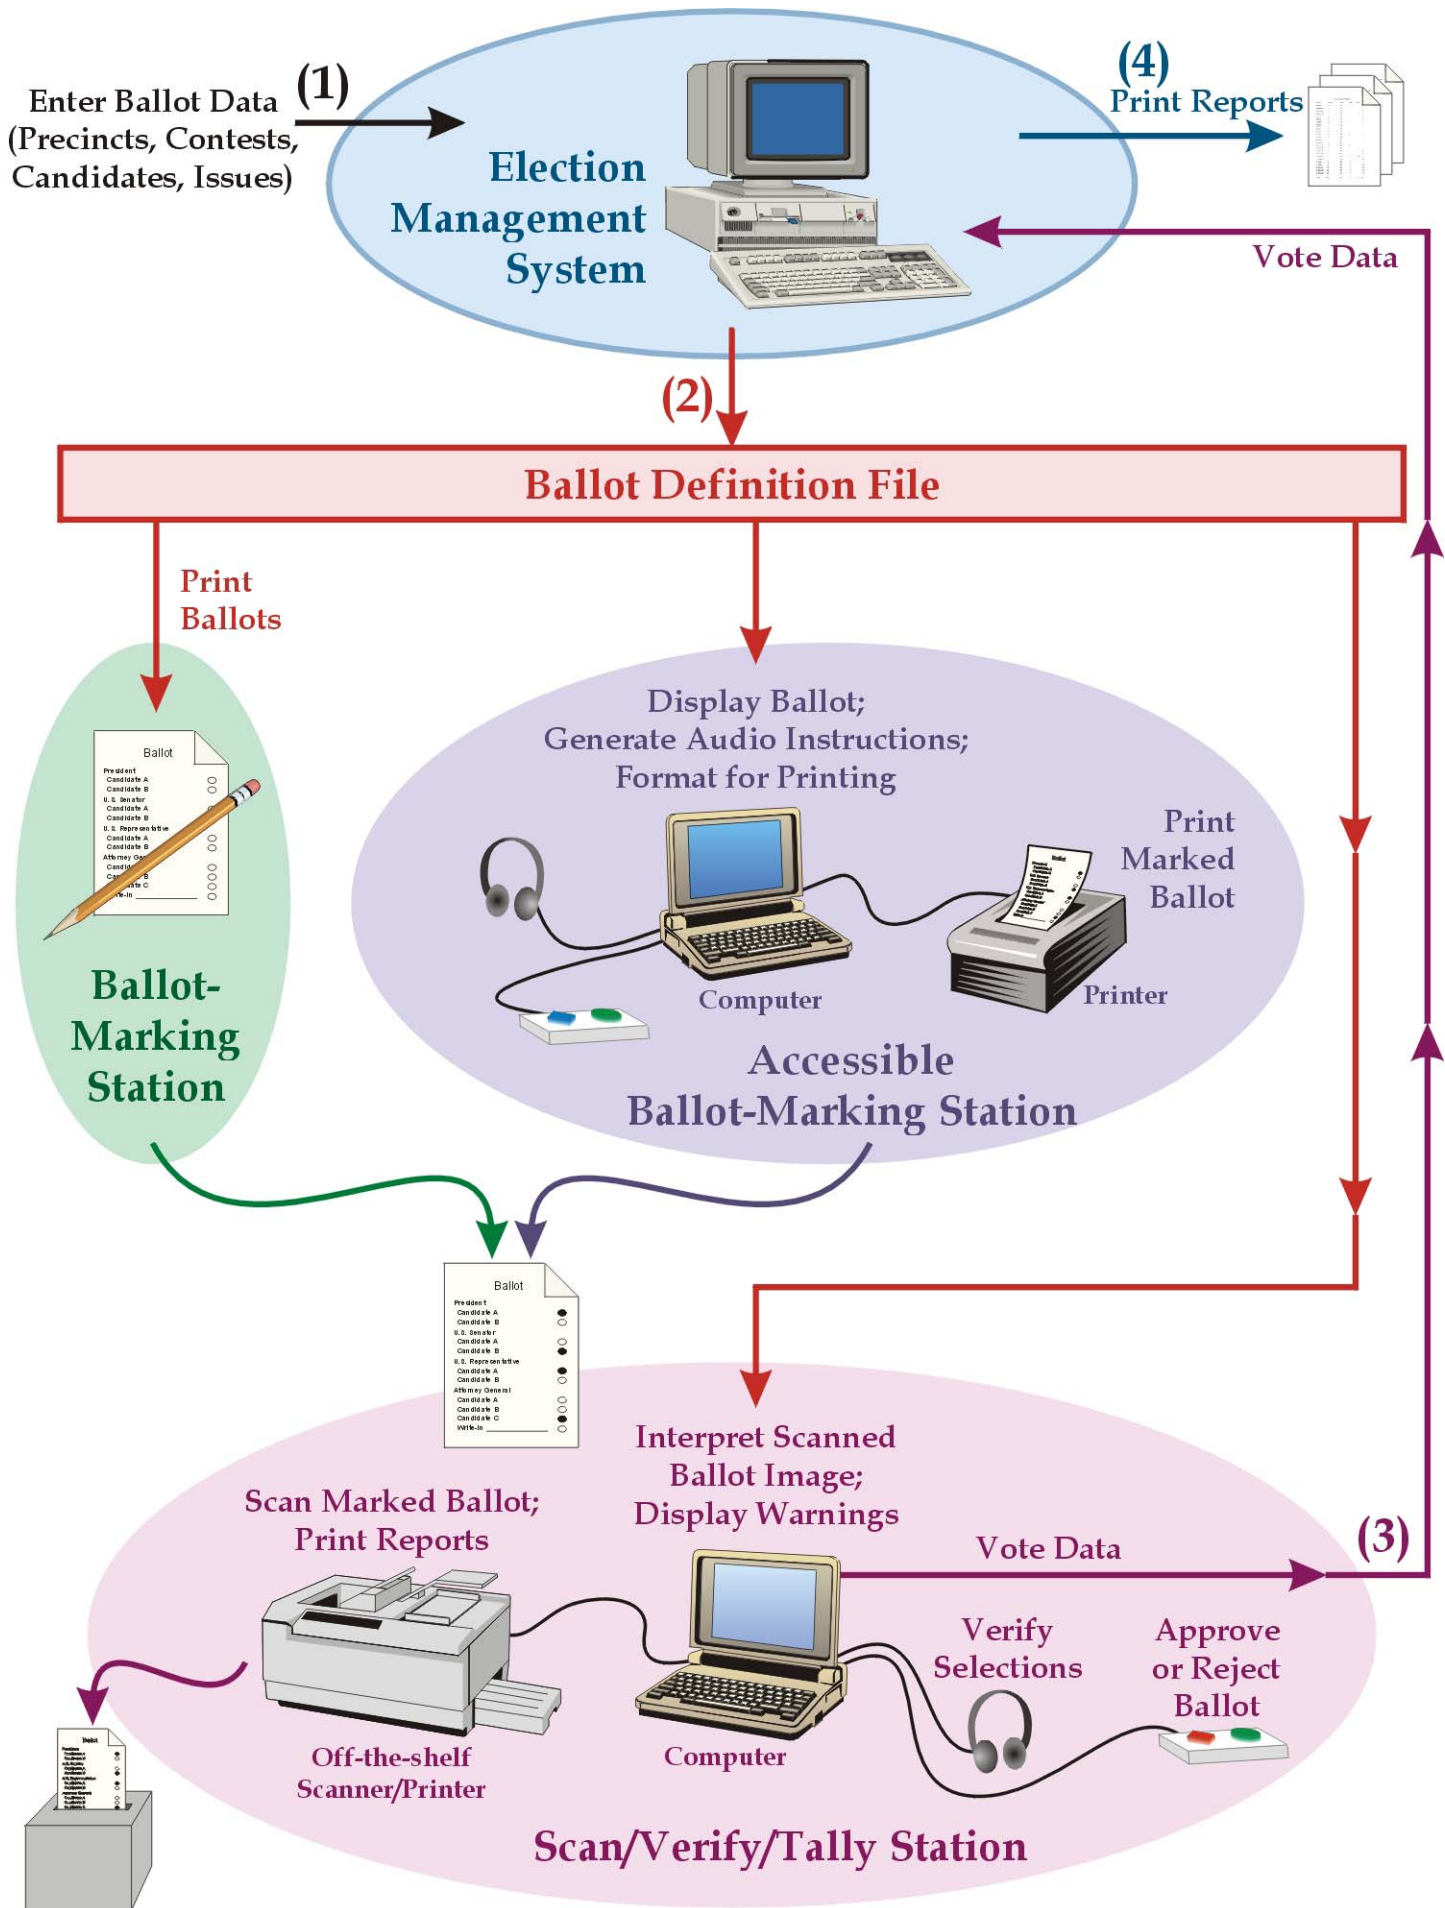 (1)
Enter Ballot Data
(Precincts, Contests,
Candidates, Issues)
Election
Management
System
(4)
Print Reports
Vote Data
(2)
Ballot Definition File
Print
Ballots
Ballot
President
Candidate A
Candidate B
U.S. Senator
Candidate A
Candidate B
U.S. Representative
Candidate A
Candidate B
Attorney
Ballot-
Marking
Station
Display Ballot;
Generate Audio Instructions;
Format for Printing
Print
Marked
Ballot
Computer
Printer
Accessible
Ballot-Marking Station
Ballot
President
Candidate A
Candidate B
U.S. Senator
Candidate A
Candidate B
U.S. Representative
Candidate A
Candidate B
Attorney General
Candidate A
Candidate B
Candidate C
Write-in
Interpret Scanned
Ballot Image;
Display Warnings
Scan Marked Ballot;
Print Reports
Vote Data
(3)
Verify
Selections
Approve
or Reject
Ballot
Off-the-shelf
Scanner/Printer
Computer
Ballot
Scan/Verify/Tally Station